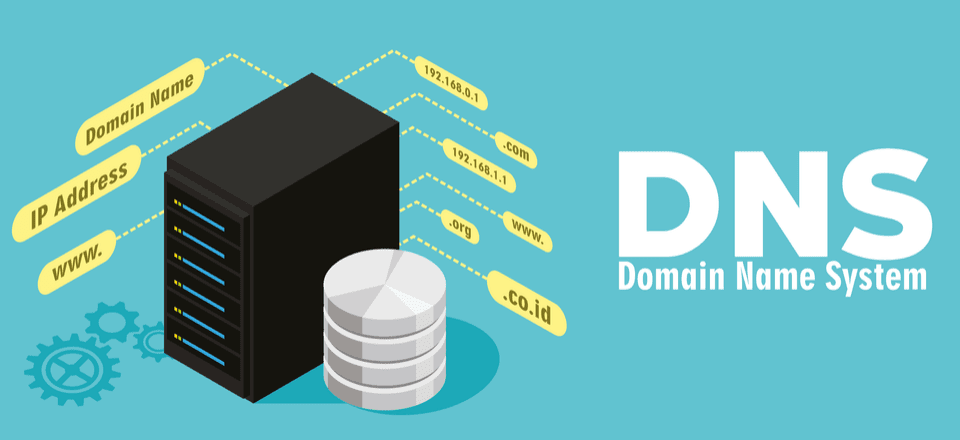 Domain Name
IP Address
www.
192.168.0.1
.com
192.168.1.1
www.
.org
.co.id
DNS
Domain Name System